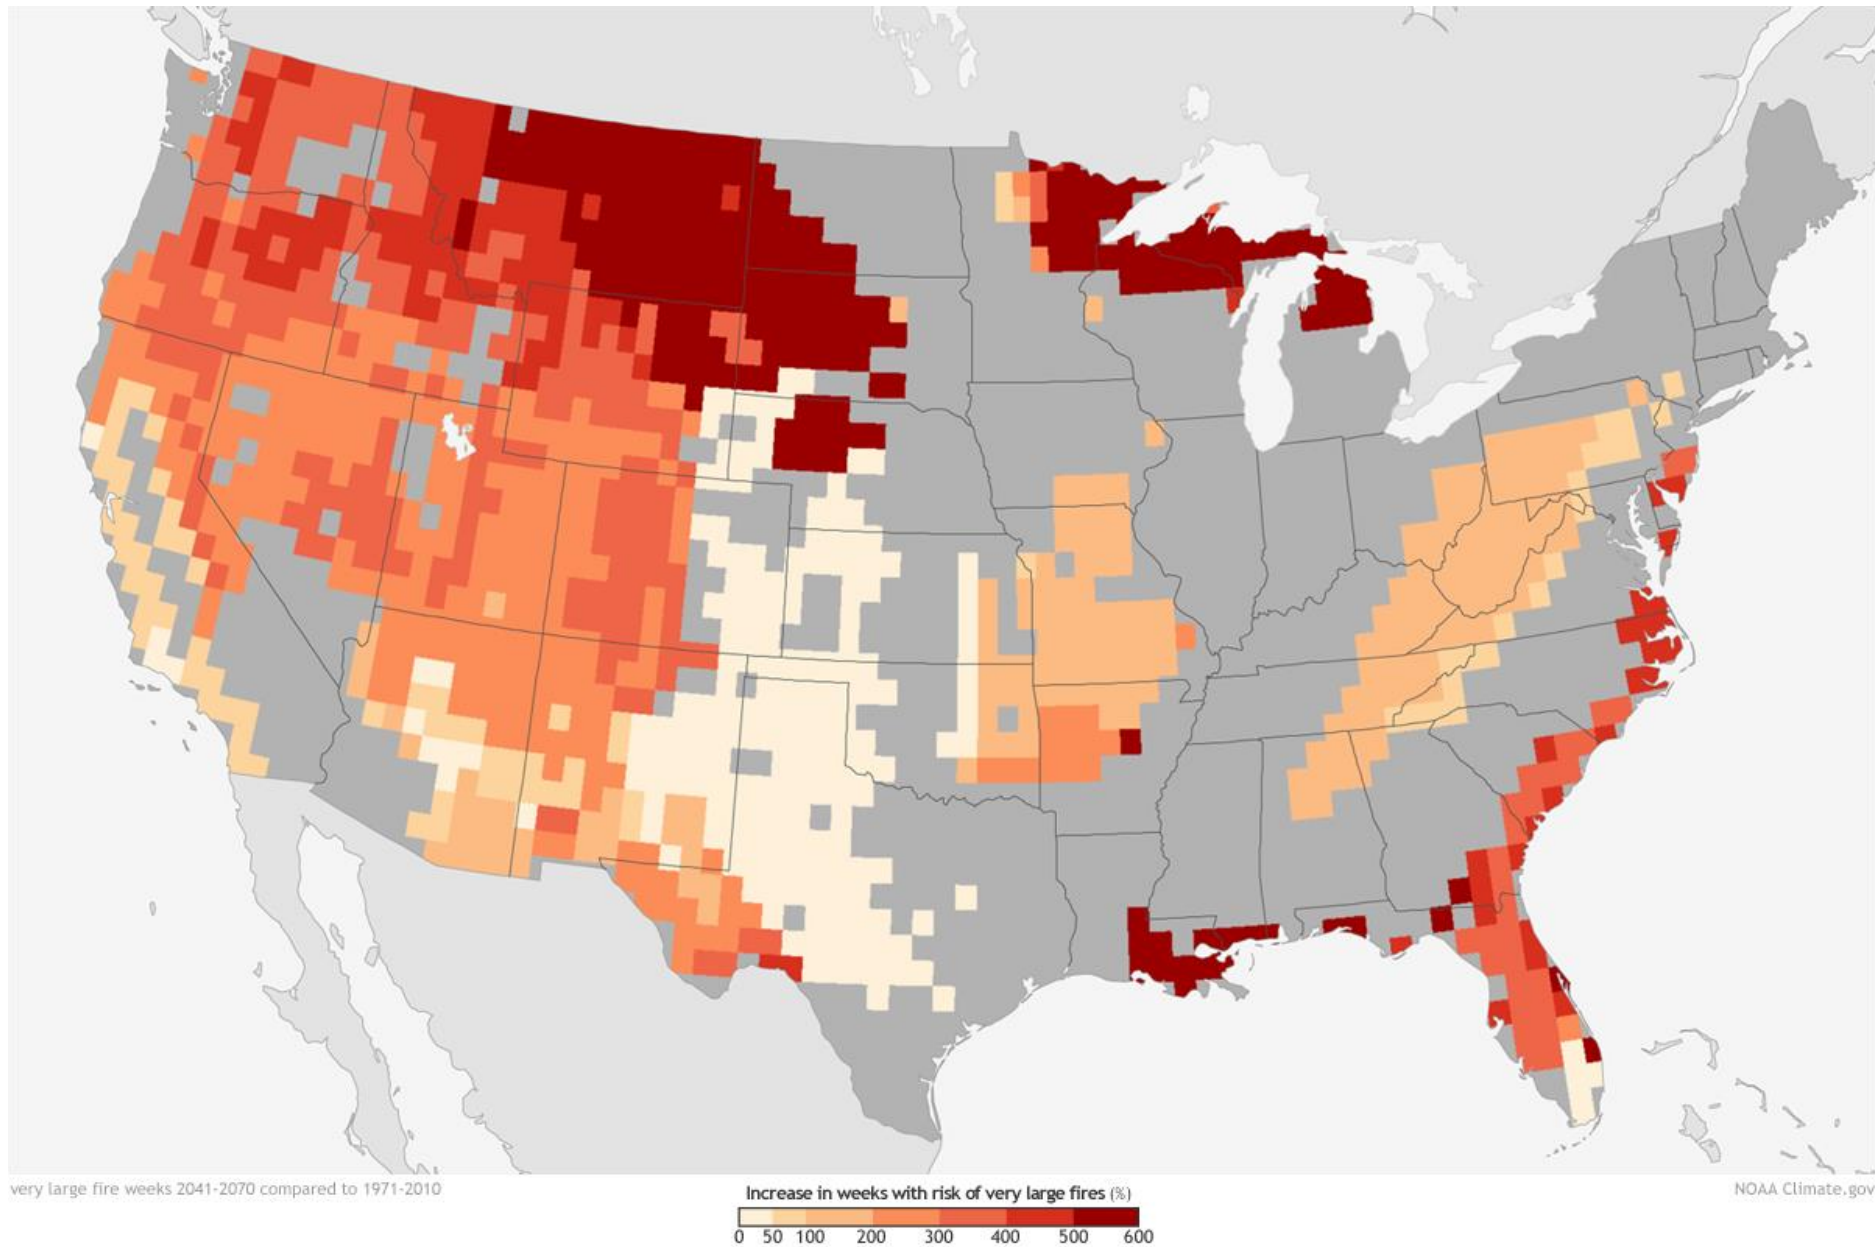 very large fire weeks 2041-2070 compared to 1971-2010
NOAA Climate.gov
Increase in weeks with risk of very large fires (%)
0 50 100 200 300 400 500 600